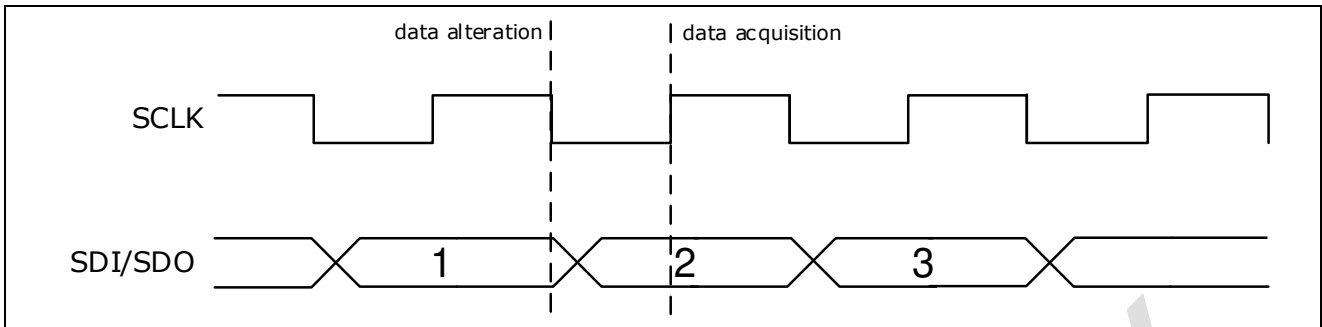 data alteration
data acquisition
SCLK
SDI/SDO
1
2
3